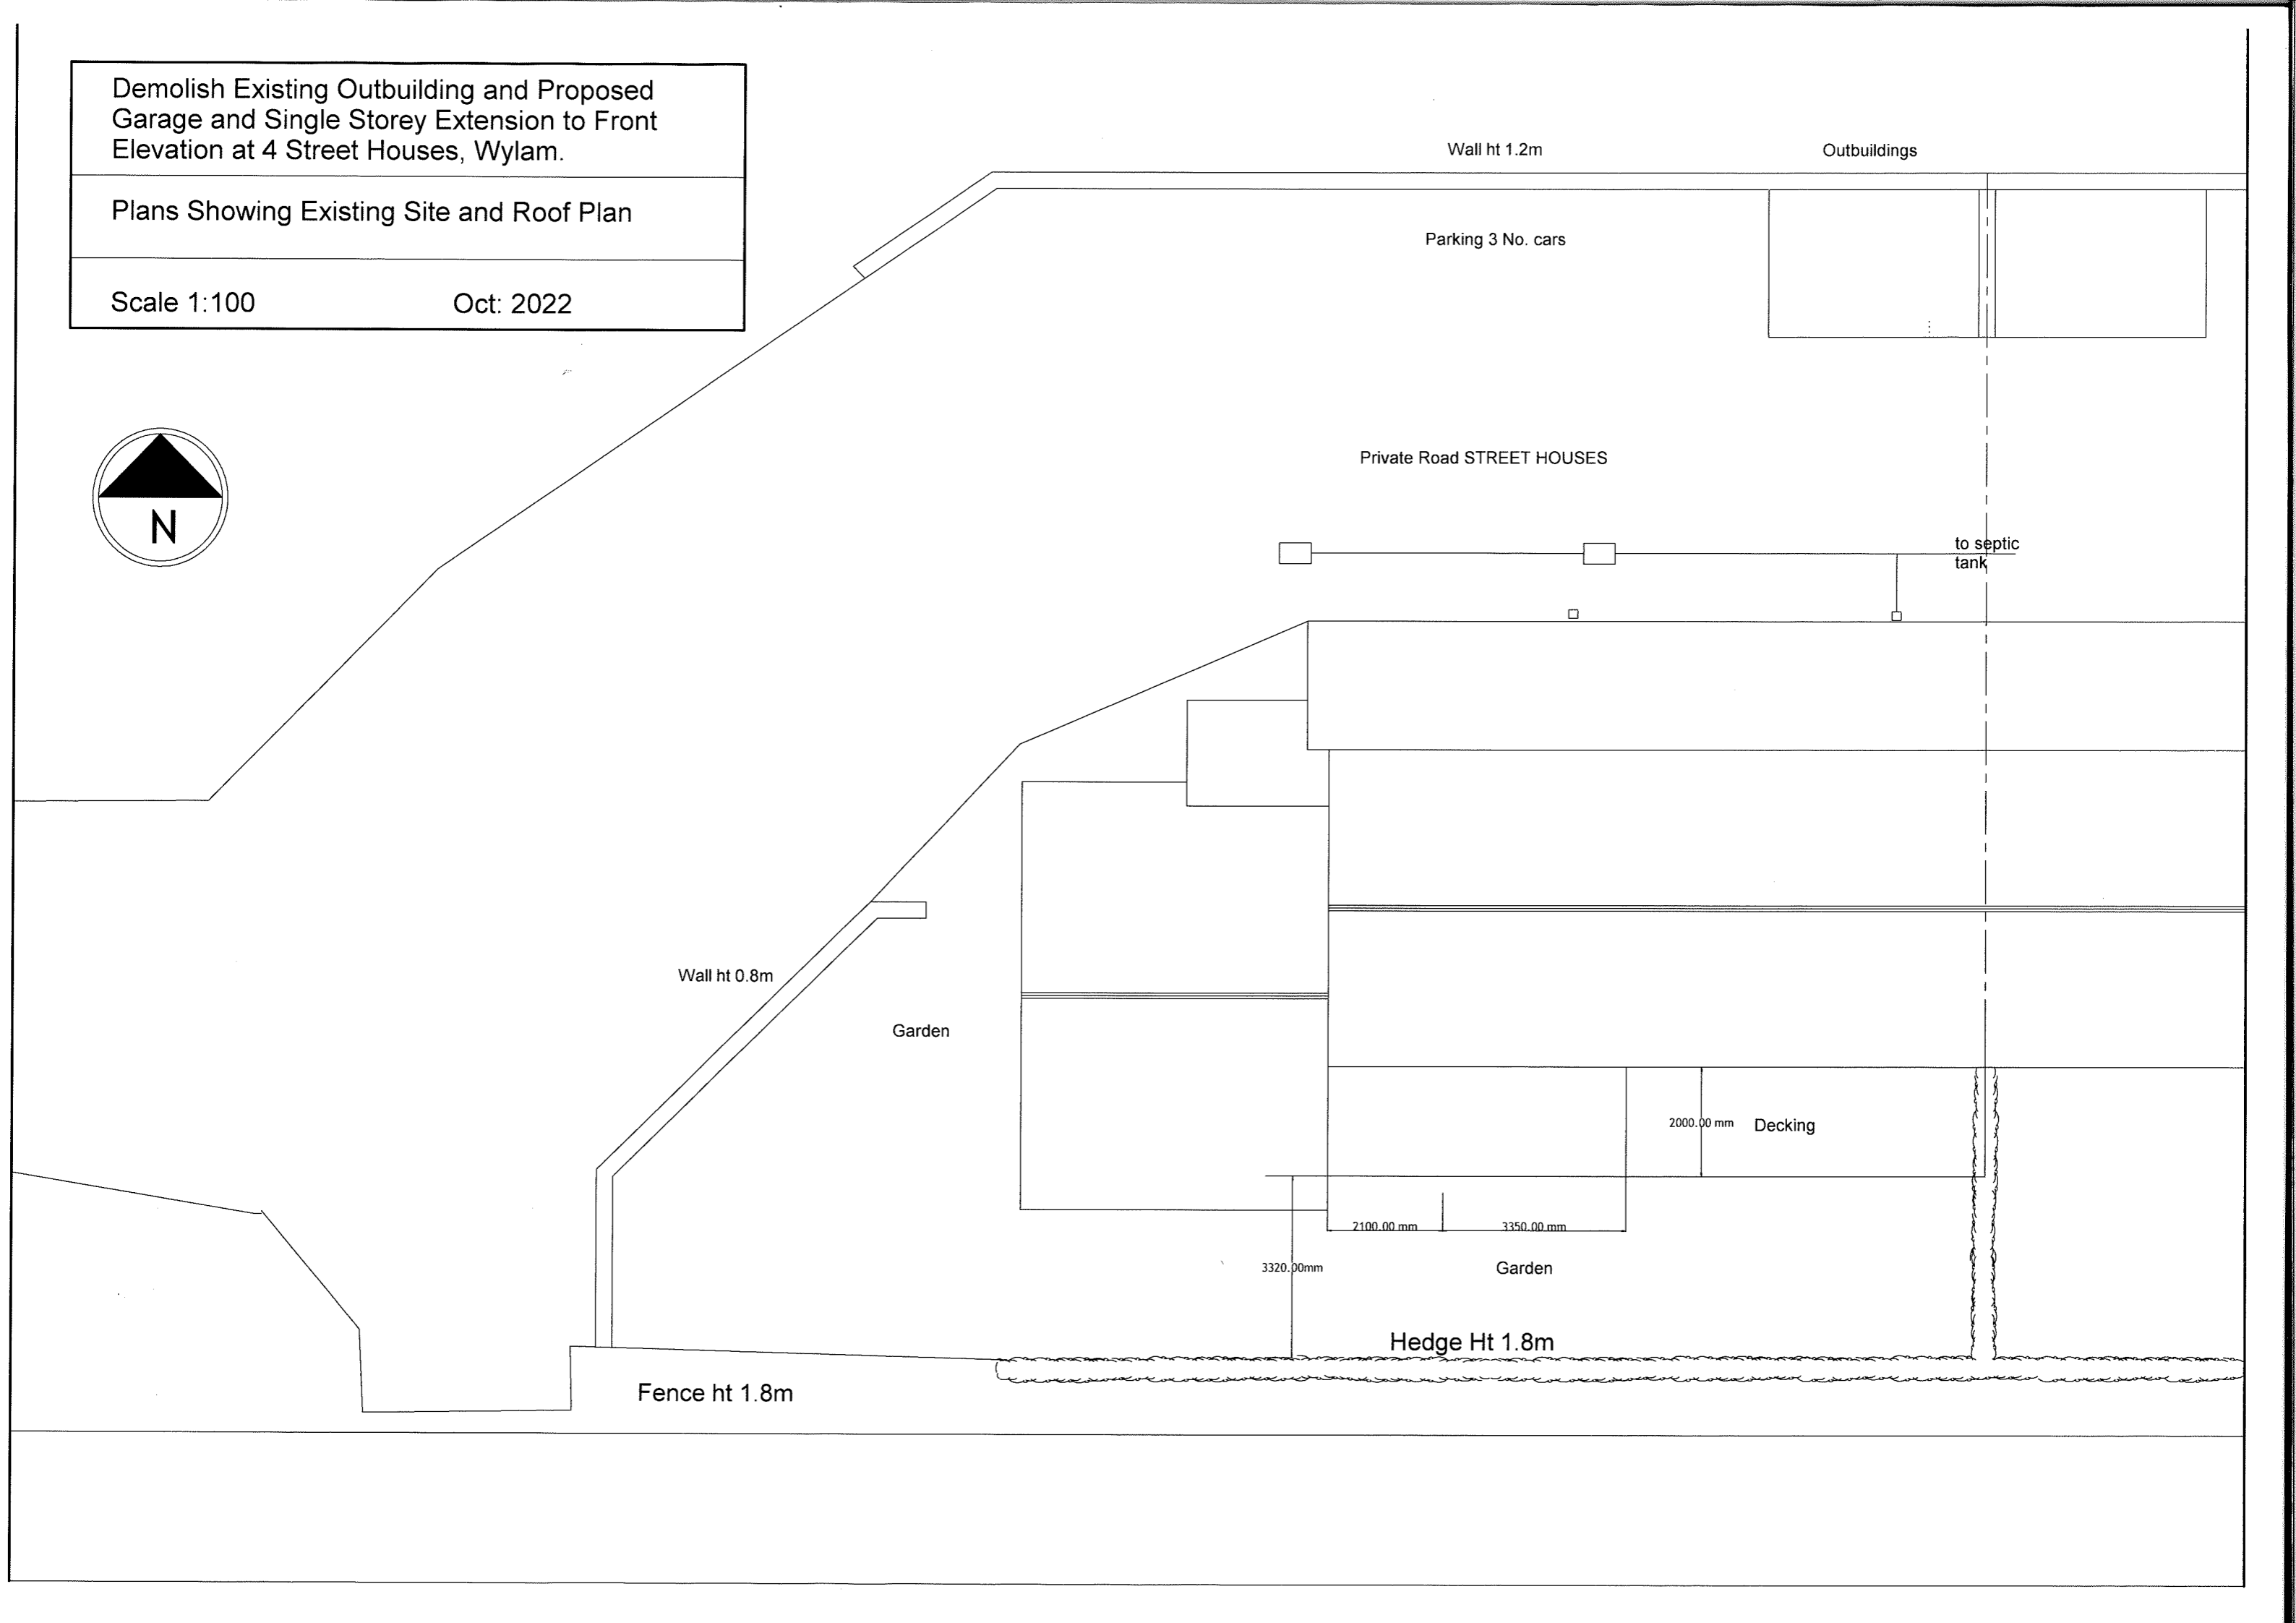 Demolish Existing Outbuilding and Proposed
Garage and Single Storey Extension to Front
Elevation at 4 Street Houses, Wylam.
Plans Showing Existing Site and Roof Plan
Scale 1:100 Oct: 2022
N
Wall ht 1.2m
Outbuildings
Parking 3 No. cars
Private Road STREET HOUSES
to septic
tank
Wall ht 0.8m
Garden
2000.00 mm
Decking
2100.00 mm
3350.00 mm
3320.00mm
Garden
Hedge Ht 1.8m
Fence ht 1.8m